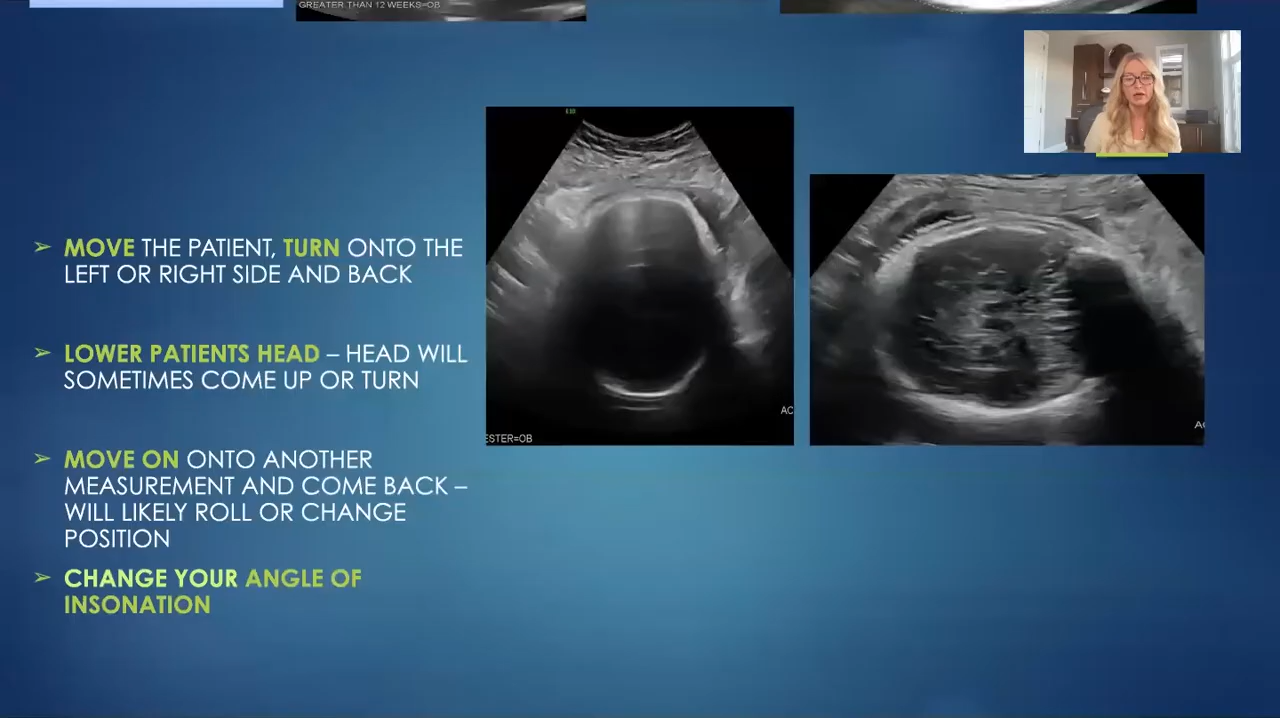 GREATER THAN 12 WEEKS=OB
➢ MOVE THE PATIENT, TURN ONTO THE
LEFT OR RIGHT SIDE AND BACK
➢ LOWER PATIENTS HEAD – HEAD WILL
SOMETIMES COME UP OR TURN
➢ MOVE ON ONTO ANOTHER
MEASUREMENT AND COME BACK –
WILL LIKELY ROLL OR CHANGE
POSITION
➢ CHANGE YOUR ANGLE OF
INSONATION
AC
ESTER=OB
A